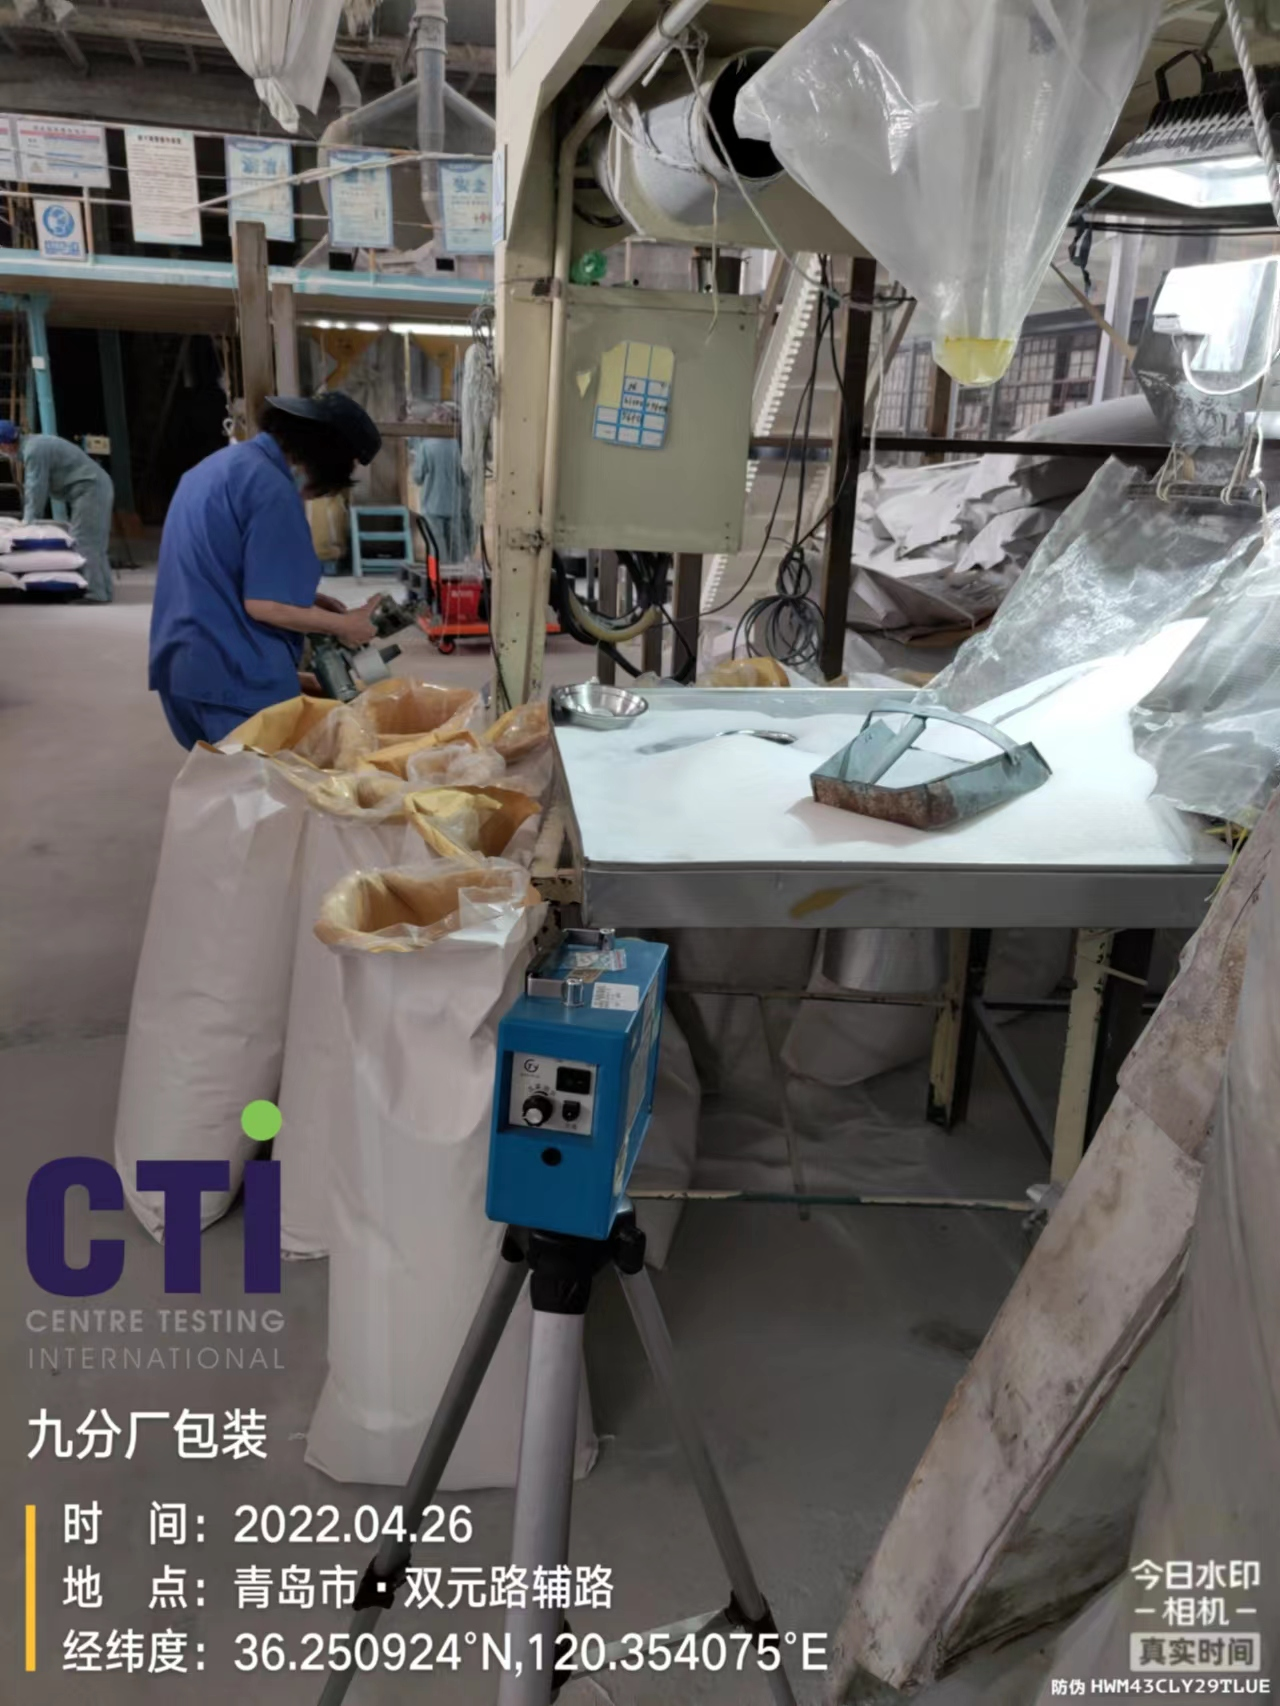 安全
CTI
CENTRE TESTING
INTERNATIONAL
九分厂包装
时 间：2022.04.26
地 点：青岛市·双元路辅路
经纬度：36.250924°N,120.354075°E
今日水印
-相机-
真实时间
防伪 HWM43CLY29TLUE